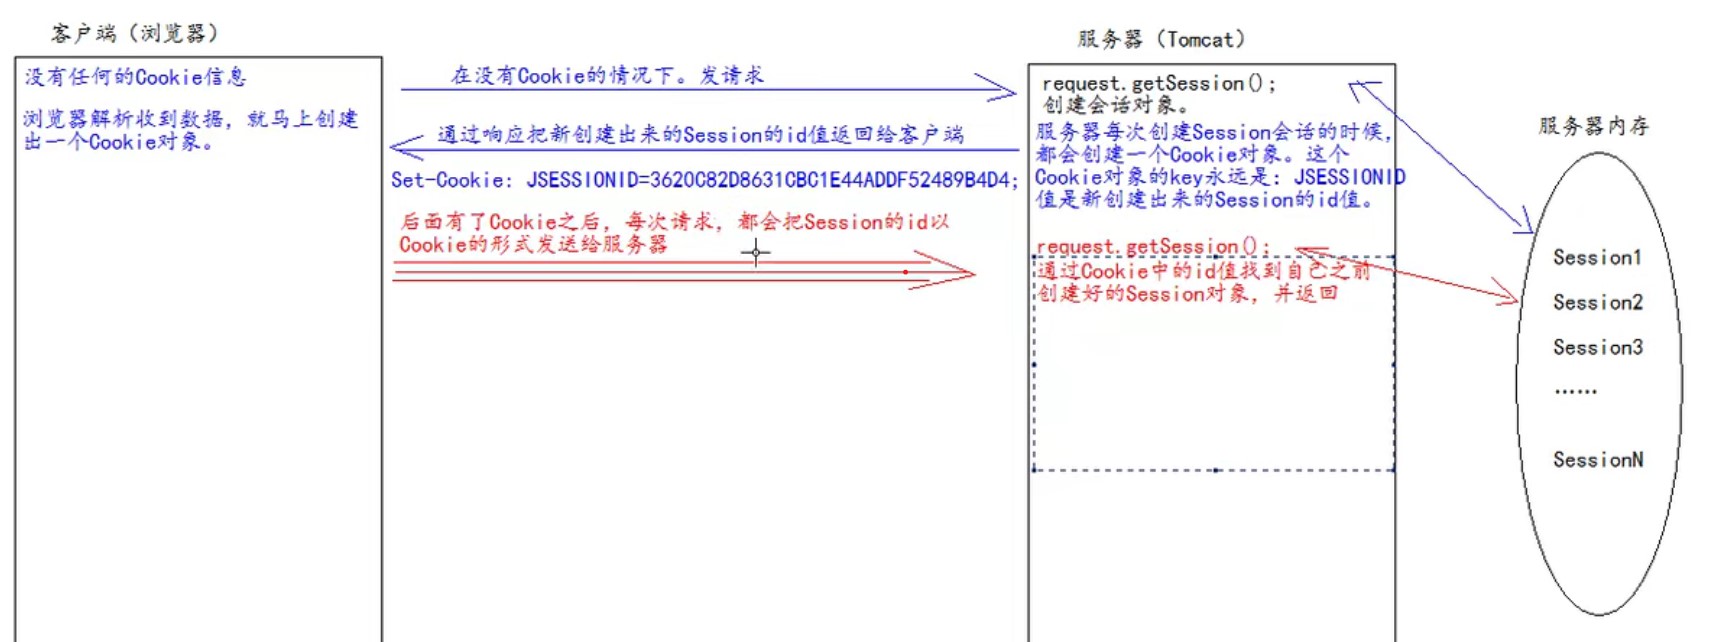 客户端（浏览器）
没有任何的Cookie信息
浏览器解析收到数据，就马上创建
出一个Cookie对象。
在没有Cookie的情况下。发请求
通过响应把新创建出来的Session的id值返回给客户端
Set-Cookie: JSESSIONID=3620C82D8631CBC1E44ADDF52489B4D4;
后面有了Cookie之后，每次请求，都会把Session的id以
Cookie的形式发送给服务器
服务器（Tomcat）
request.getSession();
创建会话对象。
服务器每次创建Session会话的时候，
都会创建一个Cookie对象。这个
Cookie对象的key永远是：JSESSIONID
值是新创建出来的Session的id值。
request.getSession();
通过Cookie中的id值找到自己之前
创建好的Session对象，并返回
服务器内存
Session1
Session2
Session3
......
SessionN